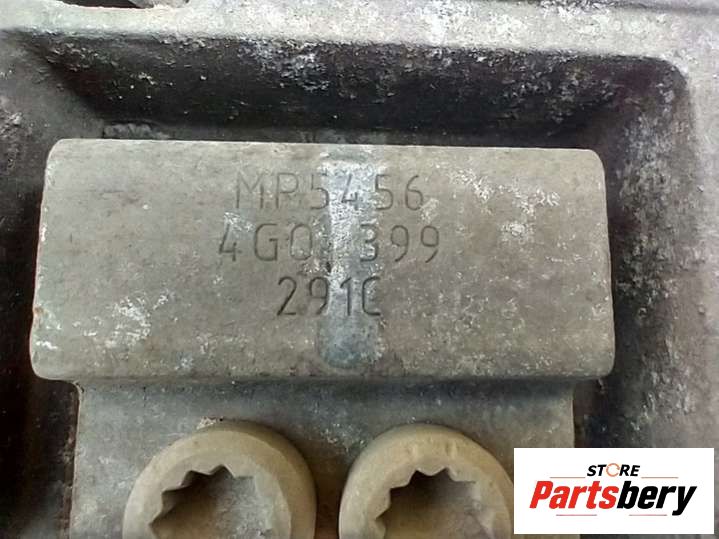 MP5456
4G0 399
291C
STORE
Partsbery